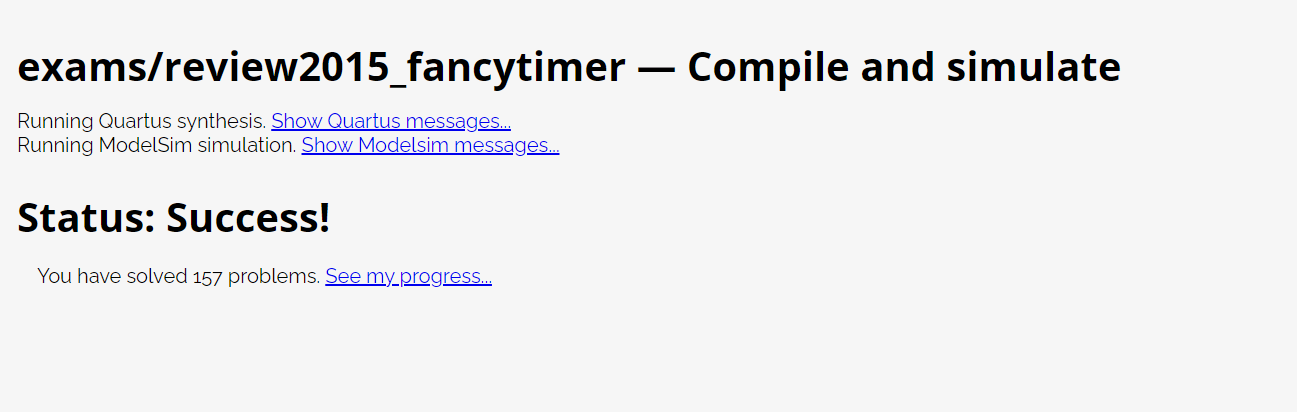 exams/review2015_fancytimer — Compile and simulate
Running Quartus synthesis. Show Quartus messages...
Running ModelSim simulation. Show Modelsim messages...
Status: Success!
You have solved 157 problems. See my progress...